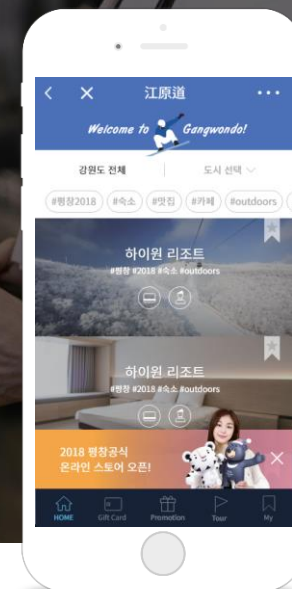 江原道
Welcome to Gangwondo!
강원도 전체 도시 선택
#평창2018 #숙소 #맛집 #카페 #outdoors
하이원 리조트
#평창 #2018 #숙소 #outdoors
하이원 리조트
#평창 #2018 #숙소 #outdoors
2018 평창공식
온라인 스토어 오픈!
HOME Gift Card Promotion Tour My